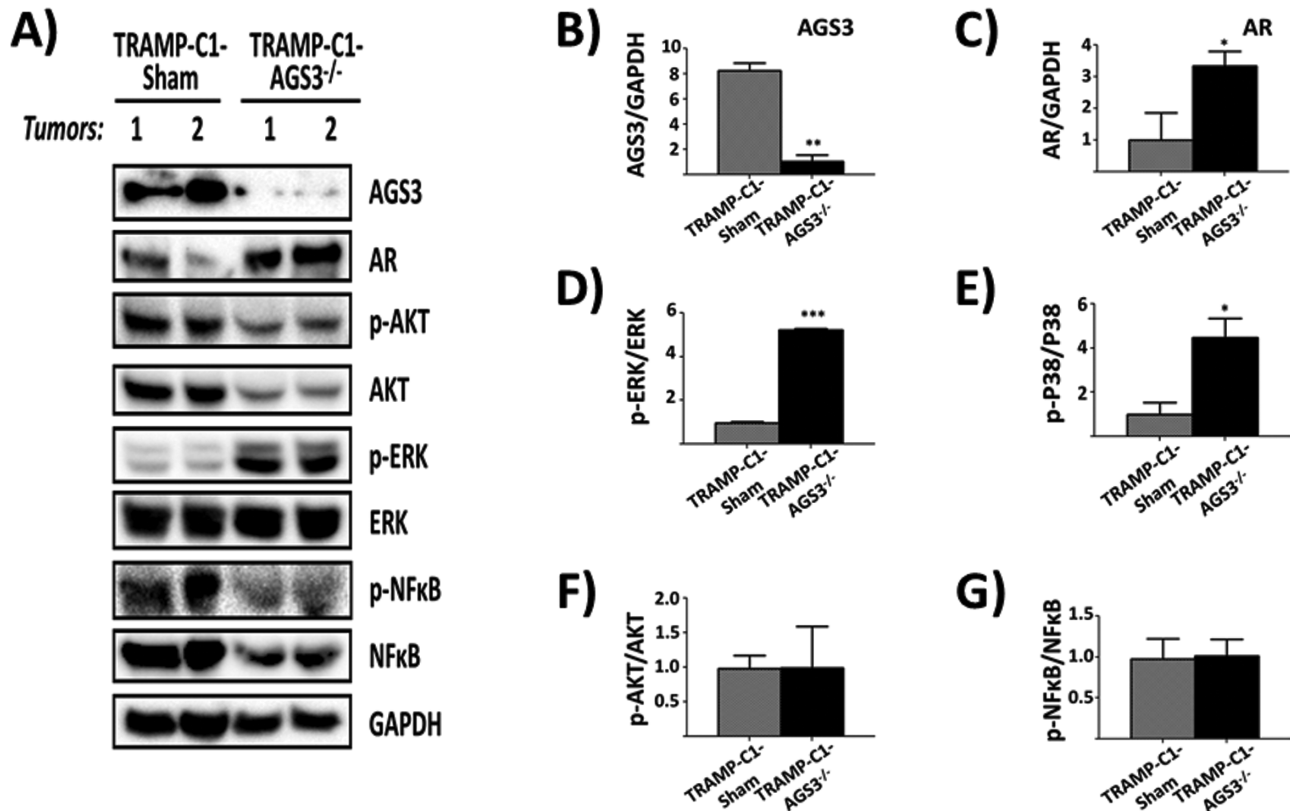 A)
TRAMP-C1- TRAMP-C1-
Sham AGS3-/-
Tumors: 1 2 1 2
AGS3
AR
p-AKT
AKT
p-ERK
ERK
p-NFκB
NFκB
GAPDH
B)
AGS3
AGS3/GAPDH
10
8
6
4
2
**
TRAMP-C1-
Sham
TRAMP-C1-
AGS3-/-
C)
AR
AR/GAPDH
4
3
2
1
*
TRAMP-C1-
Sham
TRAMP-C1-
AGS3-/-
D)
p-ERK/ERK
6
4
2
***
TRAMP-C1-
Sham
TRAMP-C1-
AGS3-/-
E)
p-P38/P38
6
4
2
*
TRAMP-C1-
Sham
TRAMP-C1-
AGS3-/-
F)
p-AKT/AKT
2.0
1.5
1.0
0.5
TRAMP-C1-
Sham
TRAMP-C1-
AGS3-/-
G)
p-NFκB/NFκB
1.5
1.0
0.5
TRAMP-C1-
Sham
TRAMP-C1-
AGS3-/-